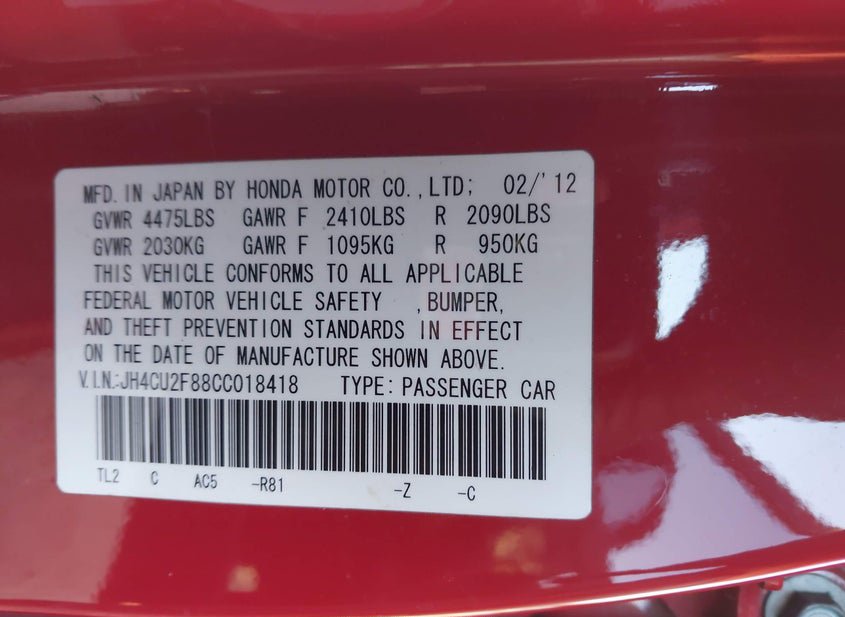 MFD. IN JAPAN BY HONDA MOTOR CO., LTD; 02/'12
GVWR 4475LBS GAWR F 2410LBS R 2090LBS
GVWR 2030KG GAWR F 1095KG R 950KG
THIS VEHICLE CONFORMS TO ALL APPLICABLE
FEDERAL MOTOR VEHICLE SAFETY , BUMPER,
AND THEFT PREVENTION STANDARDS IN EFFECT
ON THE DATE OF MANUFACTURE SHOWN ABOVE.
V.I.N.:JH4CU2F88CC018418 TYPE: PASSENGER CAR
TL2 C AC5 -R81 -Z -C